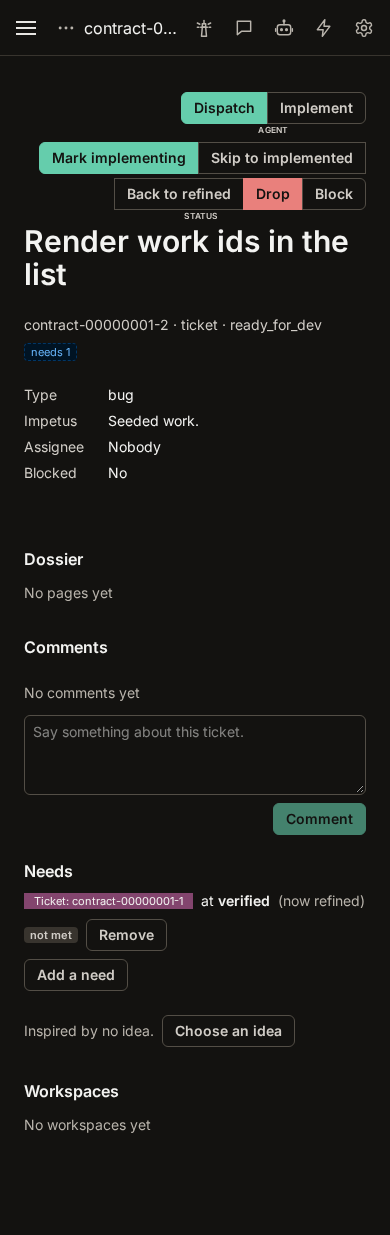 contract-0...
Dispatch Implement
AGENT
Mark implementing Skip to implemented
Back to refined Drop Block
STATUS
Render work ids in the
list
contract-00000001-2 · ticket · ready_for_dev
needs 1
Type bug
Impetus Seeded work.
Assignee Nobody
Blocked No
Dossier
No pages yet
Comments
No comments yet
Say something about this ticket.
Comment
Needs
Ticket: contract-00000001-1 at verified (now refined)
not met Remove
Add a need
Inspired by no idea. Choose an idea
Workspaces
No workspaces yet